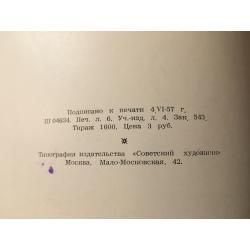 Подписано к печати 4/VI-57 г.
Ш 04634. Печ. л. 6. Уч.-изд. л. 4. Зак. 543.
Тираж 1600, Цена 3 руб.
Типография издательства «Советский художник»
Москва, Мало-Московская, 42.